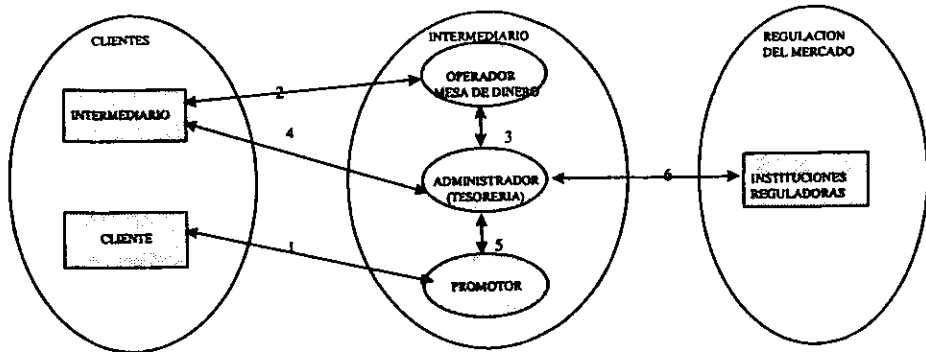 CLIENTES
INTERMEDIARIO
CLIENTE
2
4
1
INTERMEDIARIO
OPERADOR
MESA DE DINERO
3
ADMINISTRADOR
(TESORERIA)
5
PROMOTOR
6
REGULACION
DEL MERCADO
INSTITUCIONES
REGULADORAS